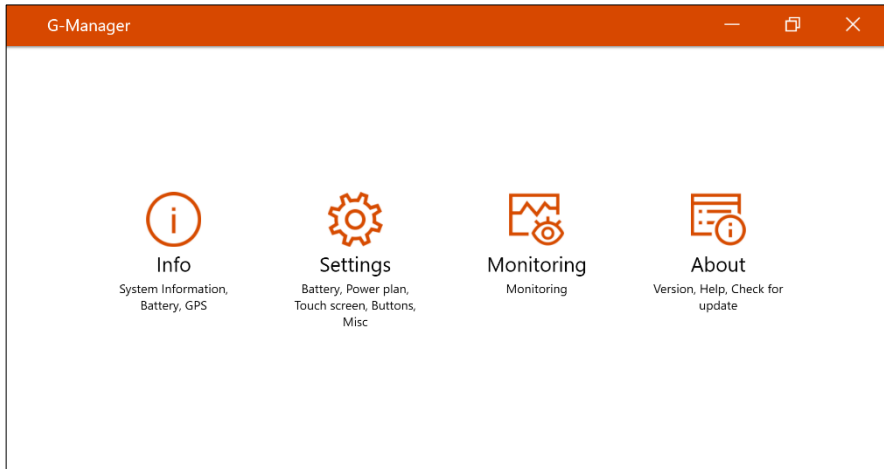 G-Manager
Info
System Information,
Battery, GPS
Settings
Battery, Power plan,
Touch screen, Buttons,
Misc
Monitoring
Monitoring
About
Version, Help, Check for
update